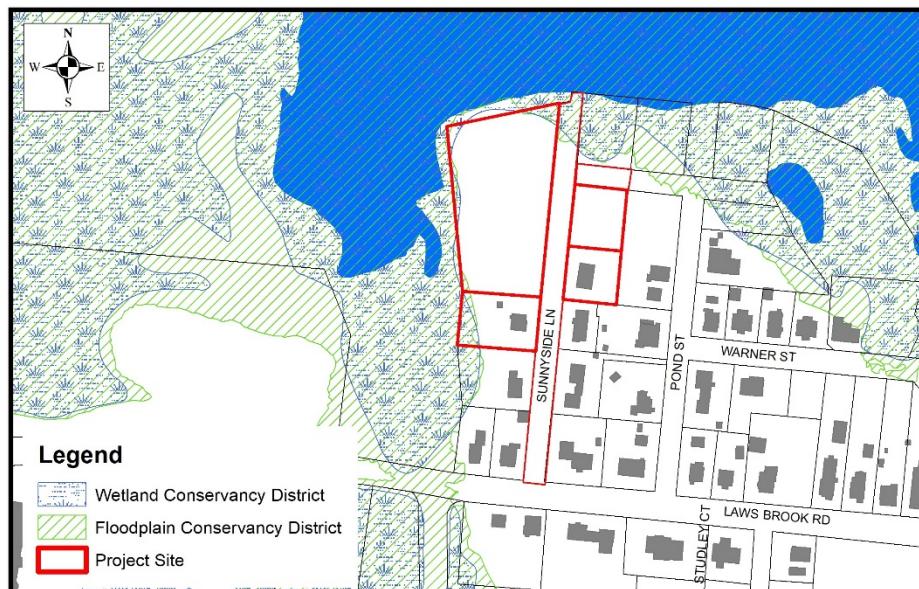 N
W E
S
SUNNYSIDE LN
POND ST
WARNER ST
LAWS BROOK RD
STUDLEY CT
Legend
Wetland Conservancy District
Floodplain Conservancy District
Project Site